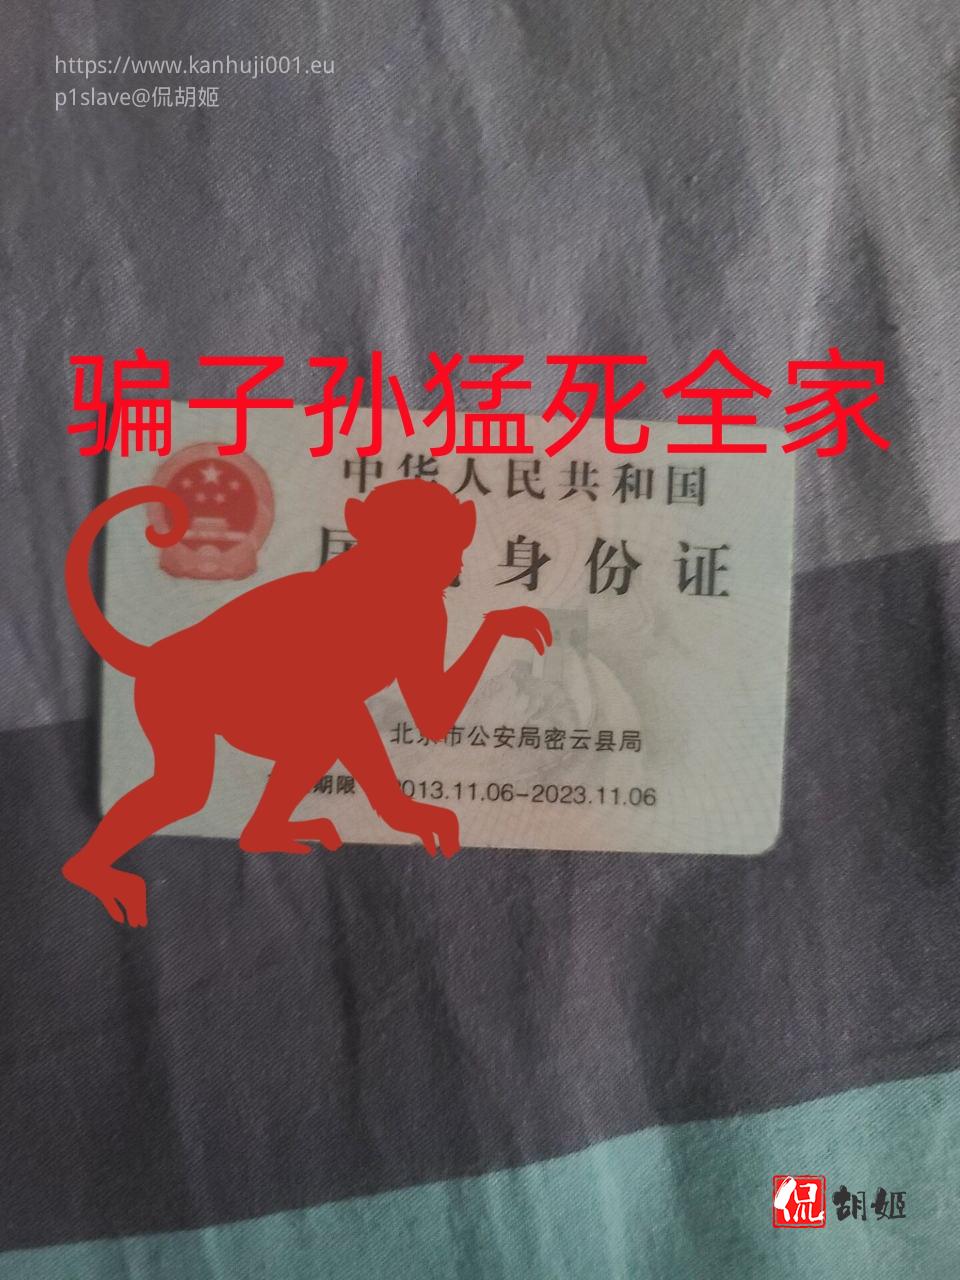 https://www.kanhuji001.eu
p1slave@侃胡姬
骗子孙猛死全家
中华人民共和国
身份证
北京市公安局密云县局
期限 2013.11.06-2023.11.06
侃胡姬